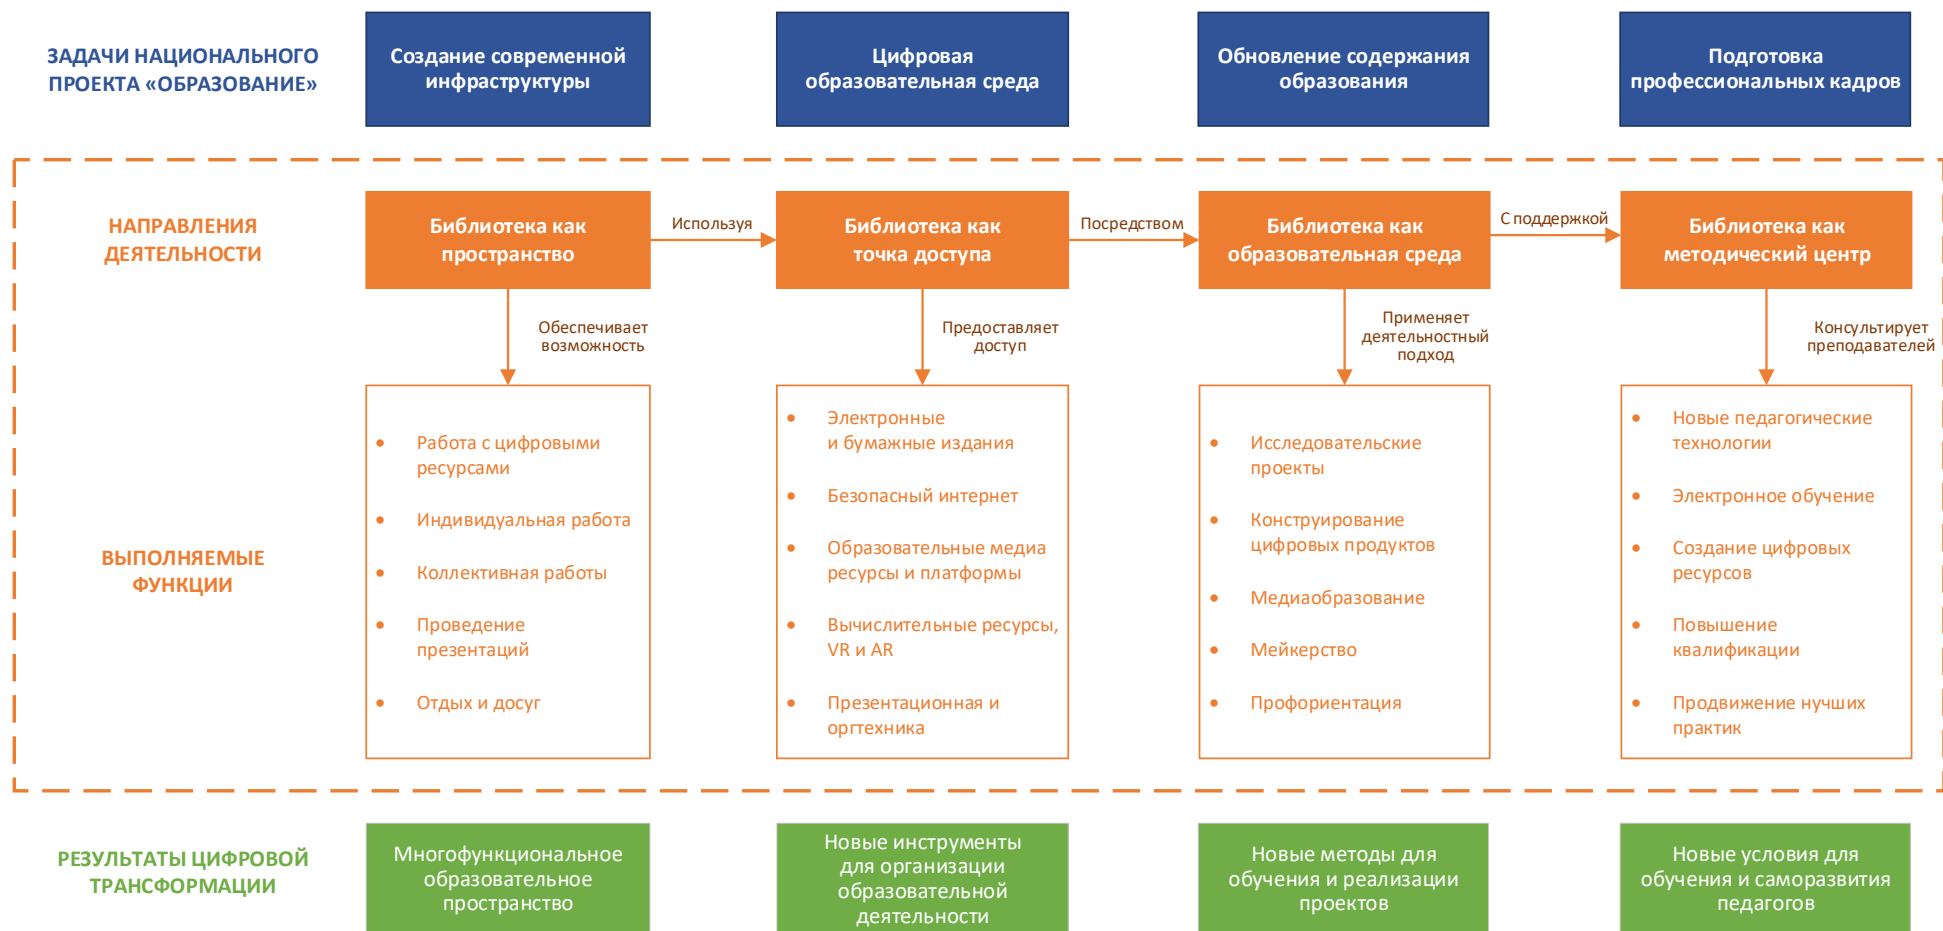 ЗАДАЧИ НАЦИОНАЛЬНОГО
ПРОЕКТА «ОБРАЗОВАНИЕ»
Создание современной
инфраструктуры
Цифровая
образовательная среда
Обновление содержания
образования
Подготовка
профессиональных кадров
НАПРАВЛЕНИЯ
ДЕЯТЕЛЬНОСТИ
Библиотека как
пространство
Используя
Библиотека как
точка доступа
Посредством
Библиотека как
образовательная среда
С поддержкой
Библиотека как
методический центр
Обеспечивает
возможность
Предоставляет
доступ
Применяет
деятельностный
подход
Консультирует
преподавателей
ВЫПОЛНЯЕМЫЕ
ФУНКЦИИ
• Работа с цифровыми
ресурсами
• Индивидуальная работа
• Коллективная работы
• Проведение
презентаций
• Отдых и досуг
• Электронные
и бумажные издания
• Безопасный интернет
• Образовательные медиа
ресурсы и платформы
• Вычислительные ресурсы,
VR и AR
• Презентационная и
оргтехника
• Исследовательские
проекты
• Конструирование
цифровых продуктов
• Медиаобразование
• Мейкерство
• Профориентация
• Новые педагогические
технологии
• Электронное обучение
• Создание цифровых
ресурсов
• Повышение
квалификации
• Продвижение нучших
практик
РЕЗУЛЬТАТЫ ЦИФРОВОЙ
ТРАНСФОРМАЦИИ
Многофункциональное
образовательное
пространство
Новые инструменты
для организации
образовательной
деятельности
Новые методы для
обучения и реализации
проектов
Новые условия для
обучения и саморазвития
педагогов